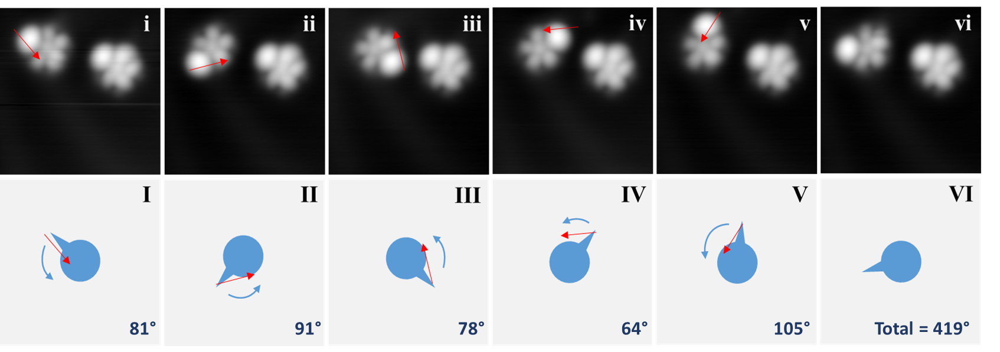 i
ii
iii
iv
v
vi
I
II
III
IV
V
VI
81°
91°
78°
64°
105°
Total = 419°